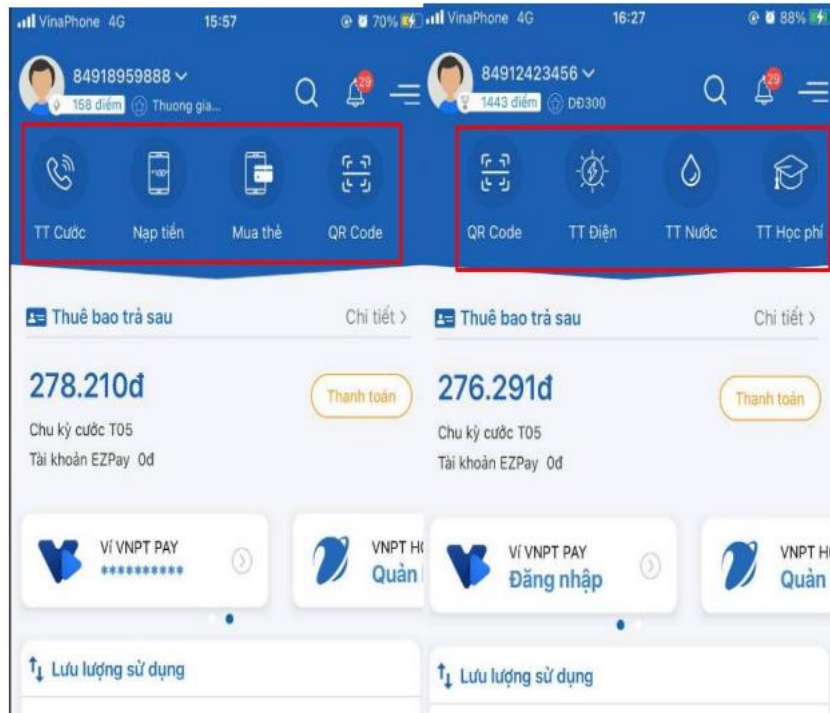 VinaPhone 4G 15:57 70%
84918959888
158 điểm Thuong gia...
29
TT Cước Nạp tiền Mua thẻ QR Code
*100*
Thuê bao trả sau Chi tiết >
278.210đ Thanh toán
Chu kỳ cước T05
Tài khoản EZPay 0đ
Ví VNPT PAY
**********
VNPT H
Quản
Lưu lượng sử dụng
VinaPhone 4G 16:27 88%
84912423456
1443 điểm DĐ300
29
QR Code TT Điện TT Nước TT Học phí
Thuê bao trả sau Chi tiết >
276.291đ Thanh toán
Chu kỳ cước T05
Tài khoản EZPay 0đ
Ví VNPT PAY
Đăng nhập
VNPT H
Quản
Lưu lượng sử dụng